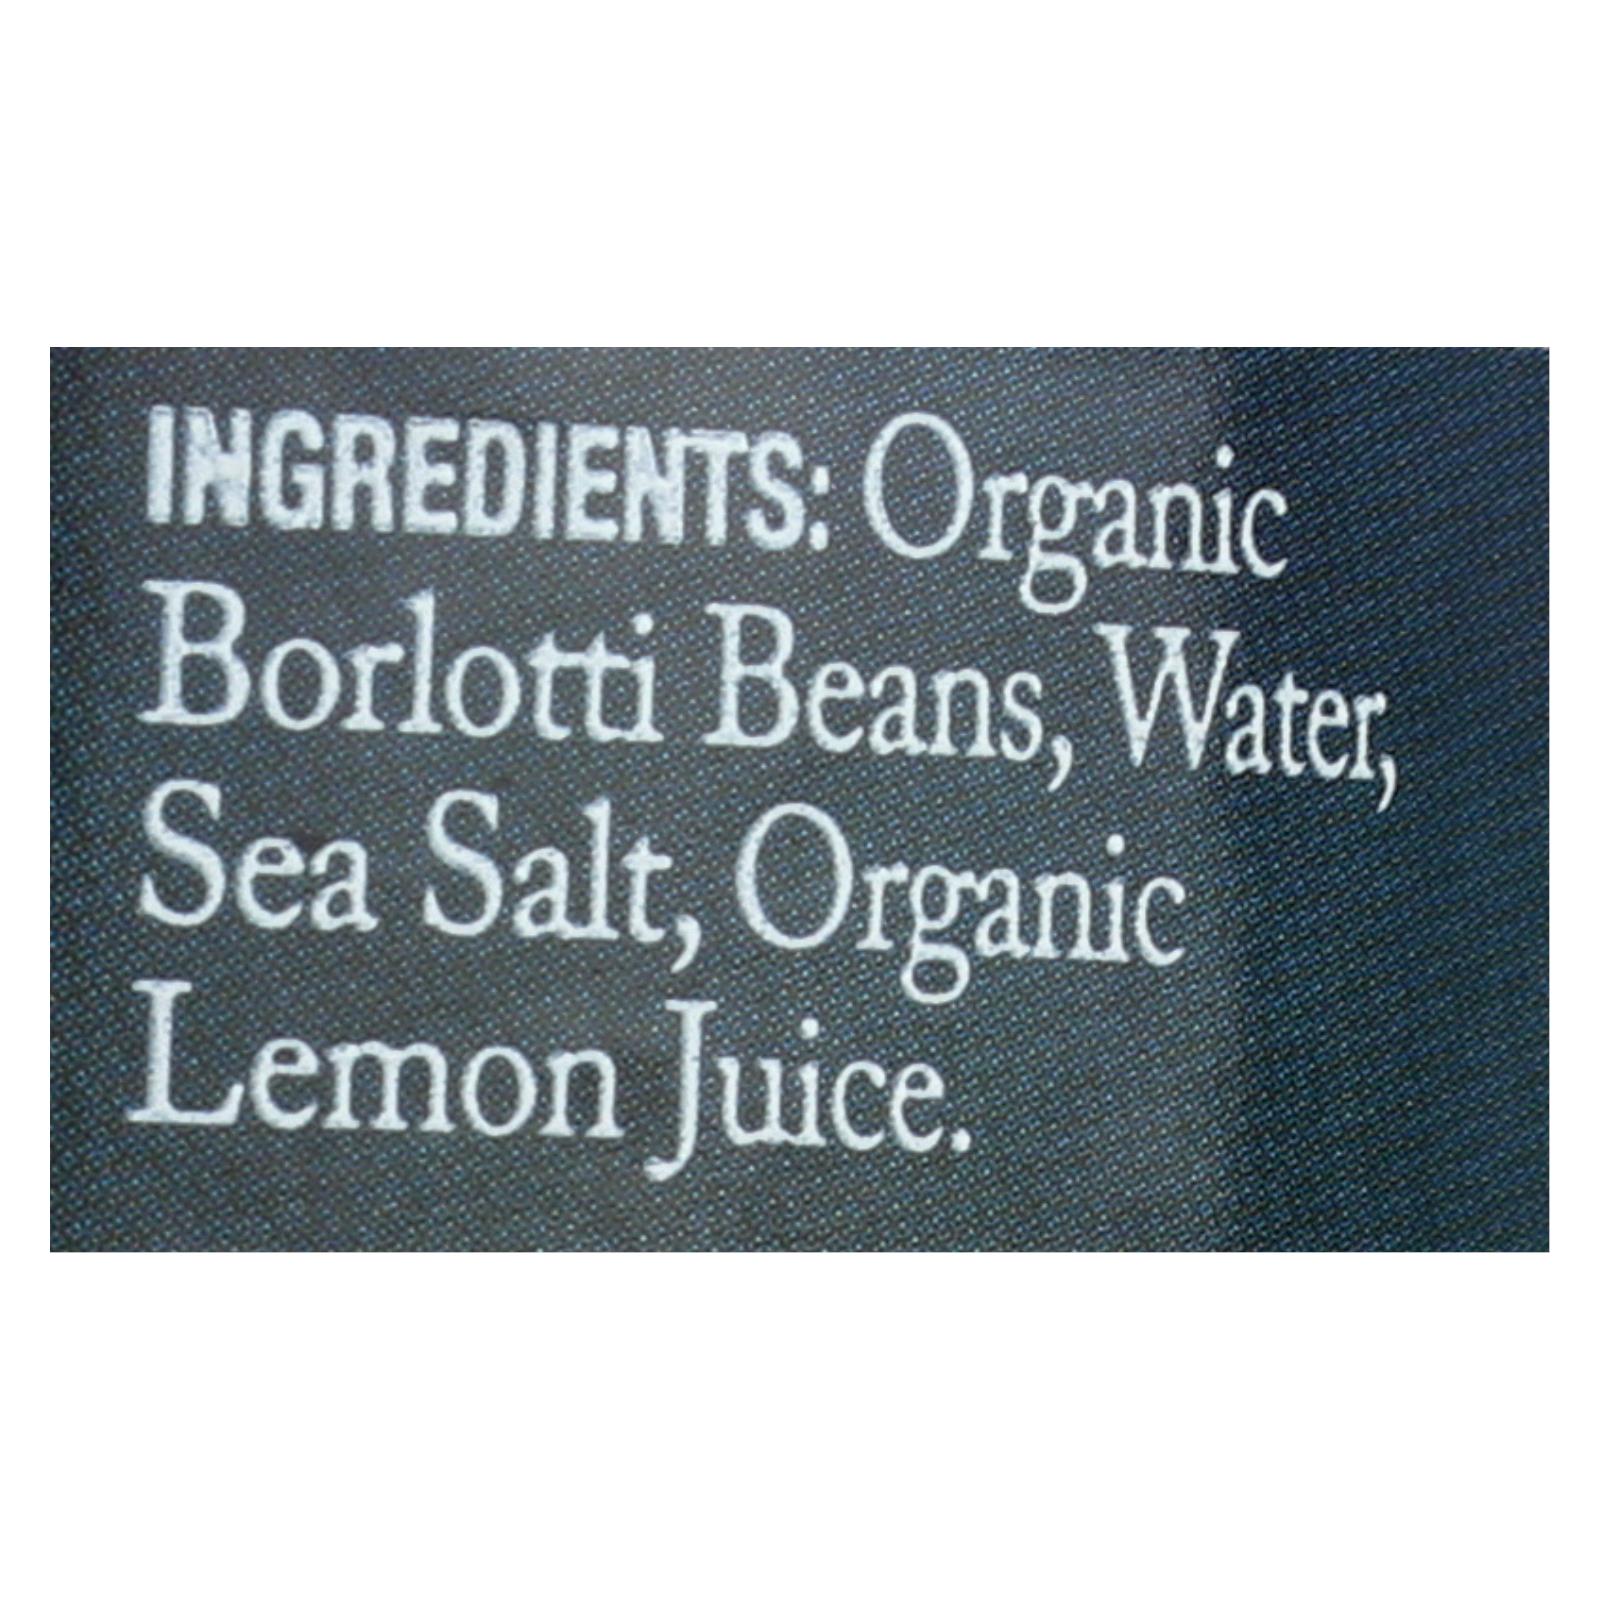 INGREDIENTS: Organic
Borlotti Beans, Water,
Sea Salt, Organic
Lemon Juice.